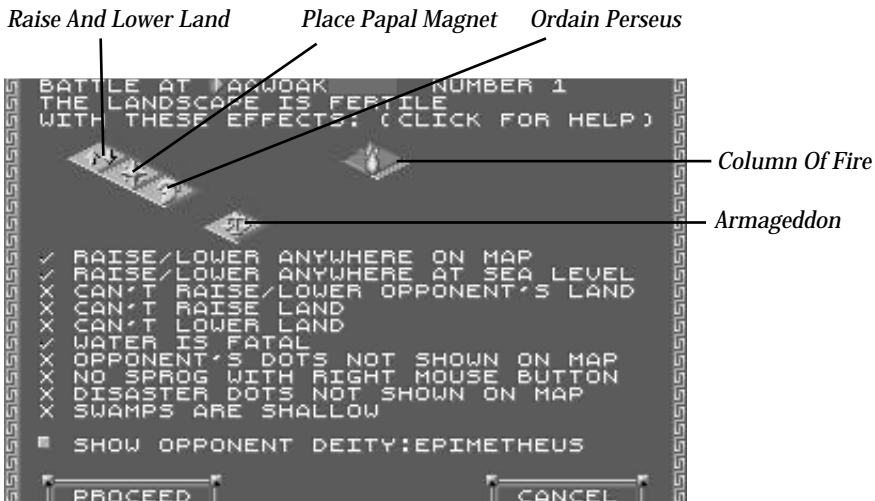 Raise And Lower Land Place Papal Magnet Ordain Perseus
BATTLE AT AAWOAK NUMBER 1
THE LANDSCAPE IS FERTILE
WITH THESE EFFECTS: (CLICK FOR HELP)
Column Of Fire
Armageddon
✓ RAISE/LOWER ANYWHERE ON MAP
✓ RAISE/LOWER ANYWHERE AT SEA LEVEL
X CAN'T RAISE/LOWER OPPONENT'S LAND
X CAN'T RAISE LAND
X CAN'T LOWER LAND
✓ WATER IS FATAL
X OPPONENT'S DOTS NOT SHOWN ON MAP
X NO SPROG WITH RIGHT MOUSE BUTTON
X DISASTER DOTS NOT SHOWN ON MAP
X SWAMPS ARE SHALLOW
SHOW OPPONENT DEITY:EPIMETHEUS
PROCEED CANCEL